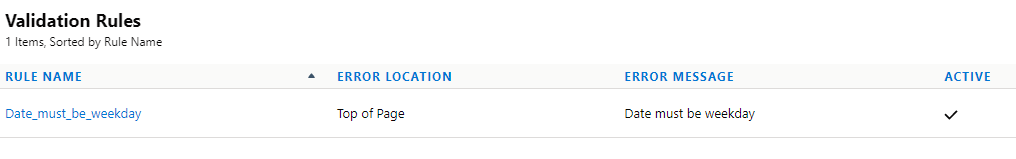 Validation Rules
1 Items, Sorted by Rule Name
RULE NAME ERROR LOCATION ERROR MESSAGE ACTIVE
Date_must_be_weekday Top of Page Date must be weekday